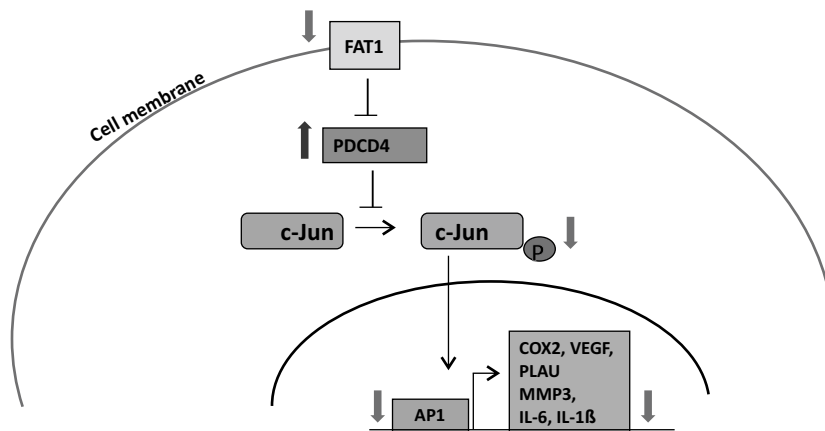 FAT1
Cell membrane
PDCD4
c-Jun
c-Jun
P
COX2, VEGF,
PLAU
MMP3,
IL-6, IL-1ß
AP1